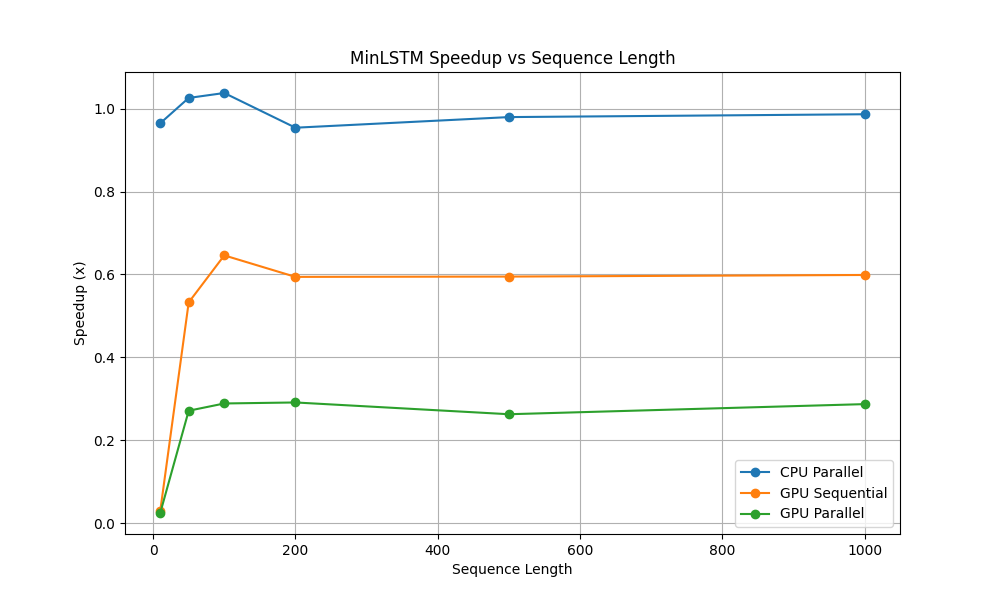 MinLSTM Speedup vs Sequence Length
Speedup (x)
1.0
0.8
0.6
0.4
0.2
0.0
0 200 400 600 800 1000
Sequence Length
CPU Parallel
GPU Sequential
GPU Parallel